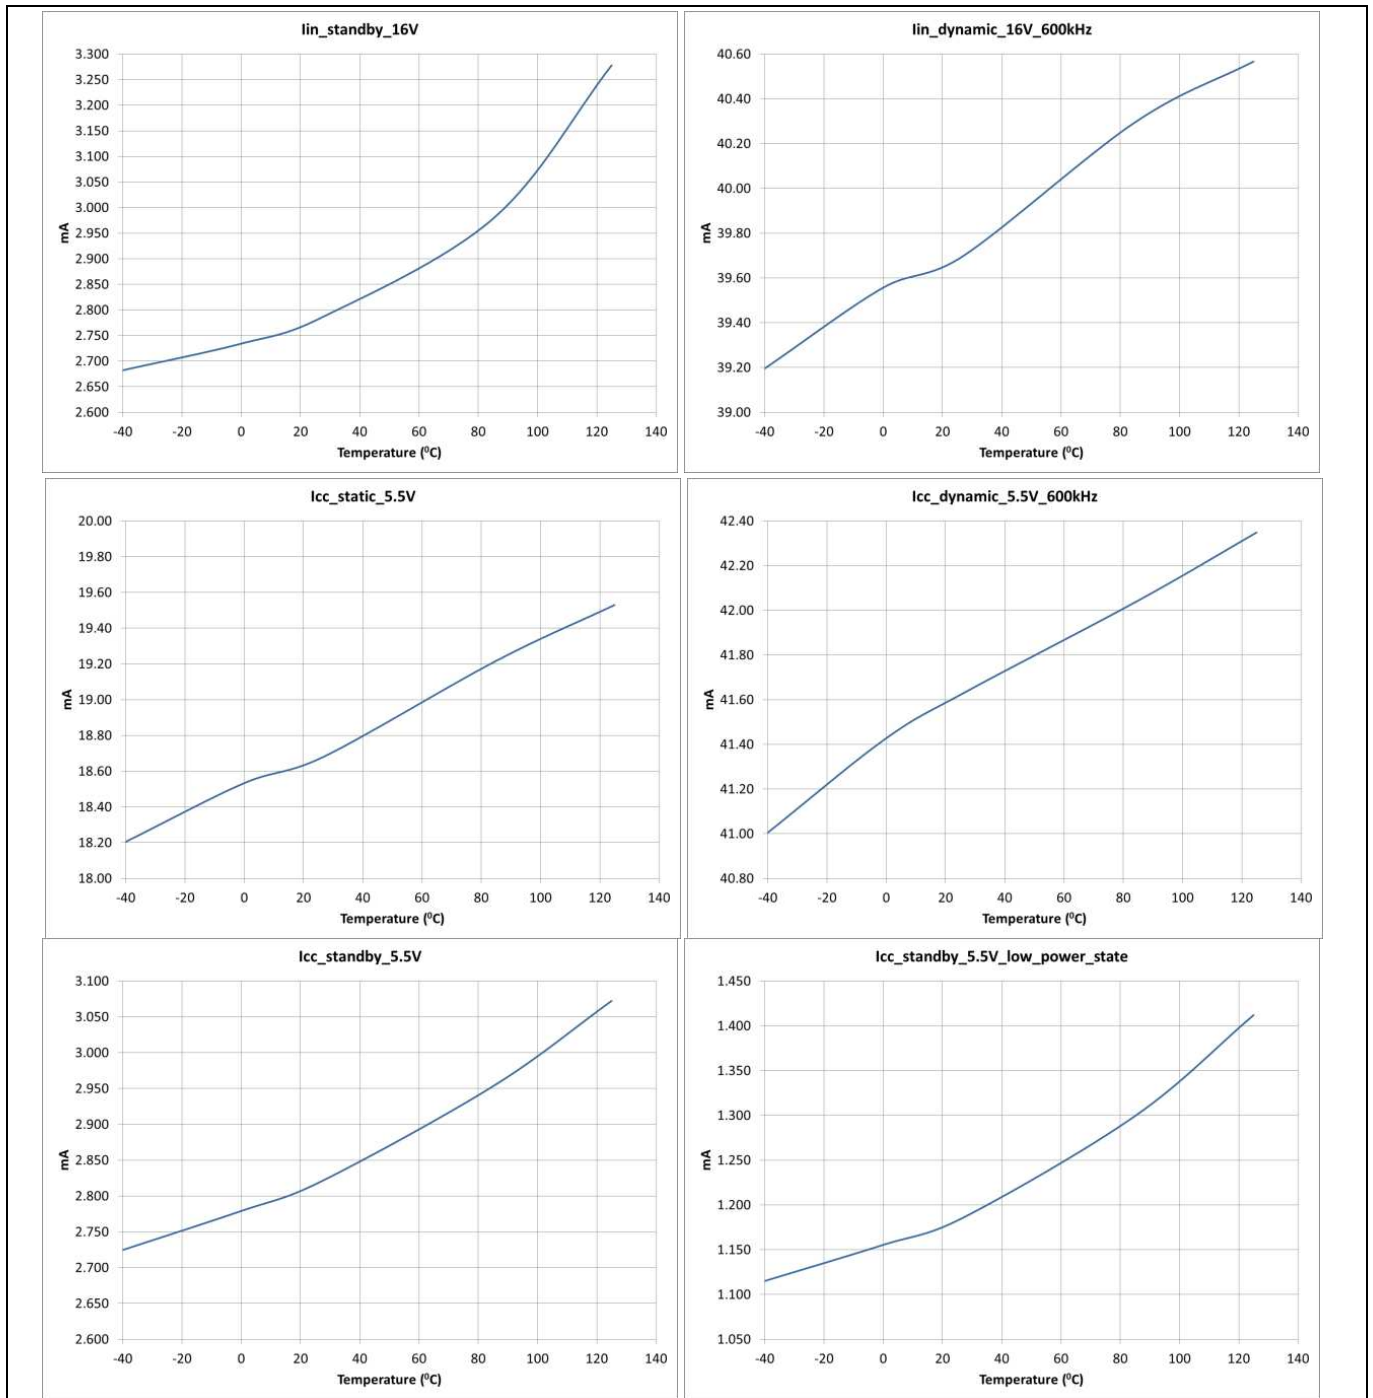 Iin_standby_16V
3.300
3.250
3.200
3.150
3.100
3.050
3.000
2.950
2.900
2.850
2.800
2.750
2.700
2.650
2.600
mA
-40 -20 0 20 40 60 80 100 120 140
Temperature (⁰C)
Iin_dynamic_16V_600kHz
40.60
40.40
40.20
40.00
39.80
39.60
39.40
39.20
39.00
mA
-40 -20 0 20 40 60 80 100 120 140
Temperature (⁰C)
Icc_static_5.5V
20.00
19.80
19.60
19.40
19.20
19.00
18.80
18.60
18.40
18.20
18.00
mA
-40 -20 0 20 40 60 80 100 120 140
Temperature (⁰C)
Icc_dynamic_5.5V_600kHz
42.40
42.20
42.00
41.80
41.60
41.40
41.20
41.00
40.80
mA
-40 -20 0 20 40 60 80 100 120 140
Temperature (⁰C)
Icc_standby_5.5V
3.100
3.050
3.000
2.950
2.900
2.850
2.800
2.750
2.700
2.650
2.600
mA
-40 -20 0 20 40 60 80 100 120 140
Temperature (⁰C)
Icc_standby_5.5V_low_power_state
1.450
1.400
1.350
1.300
1.250
1.200
1.150
1.100
1.050
mA
-40 -20 0 20 40 60 80 100 120 140
Temperature (⁰C)